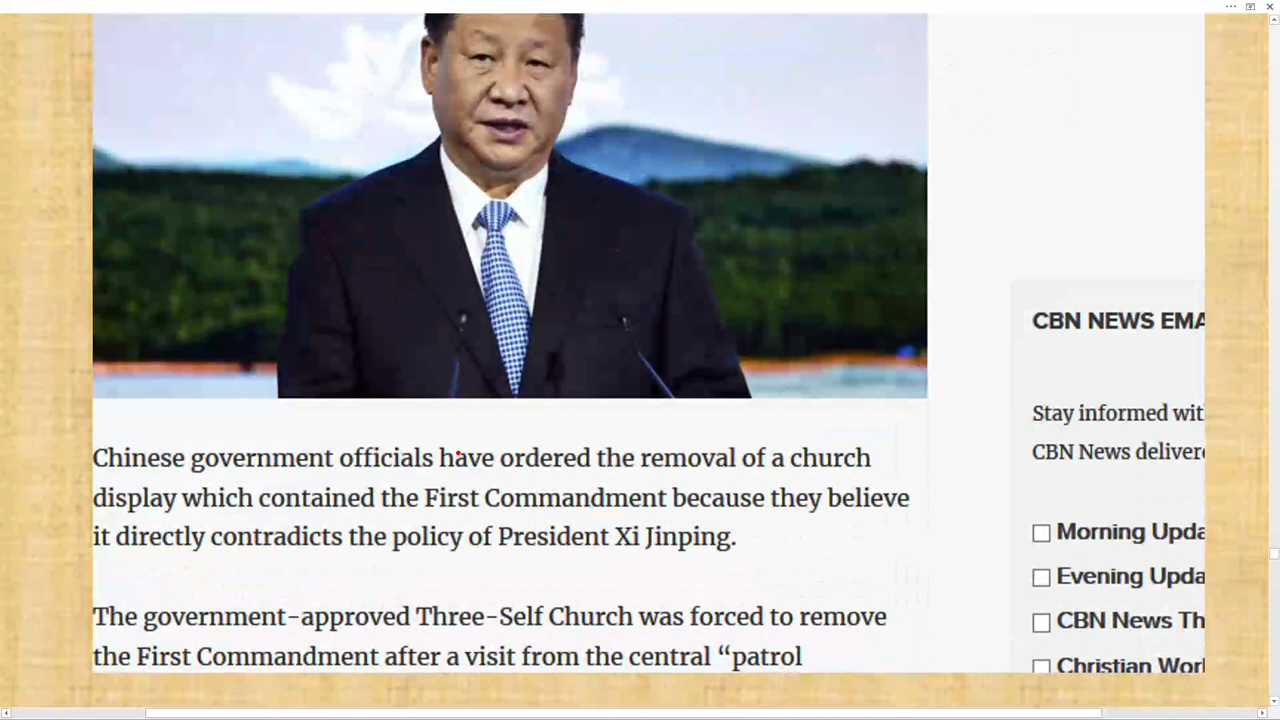 Chinese government officials have ordered the removal of a church
display which contained the First Commandment because they believe
it directly contradicts the policy of President Xi Jinping.
The government-approved Three-Self Church was forced to remove
the First Commandment after a visit from the central “patrol
CBN NEWS EMA
Stay informed wit
CBN News deliver
Morning Upda
Evening Upda
CBN News Th
Christian Worl